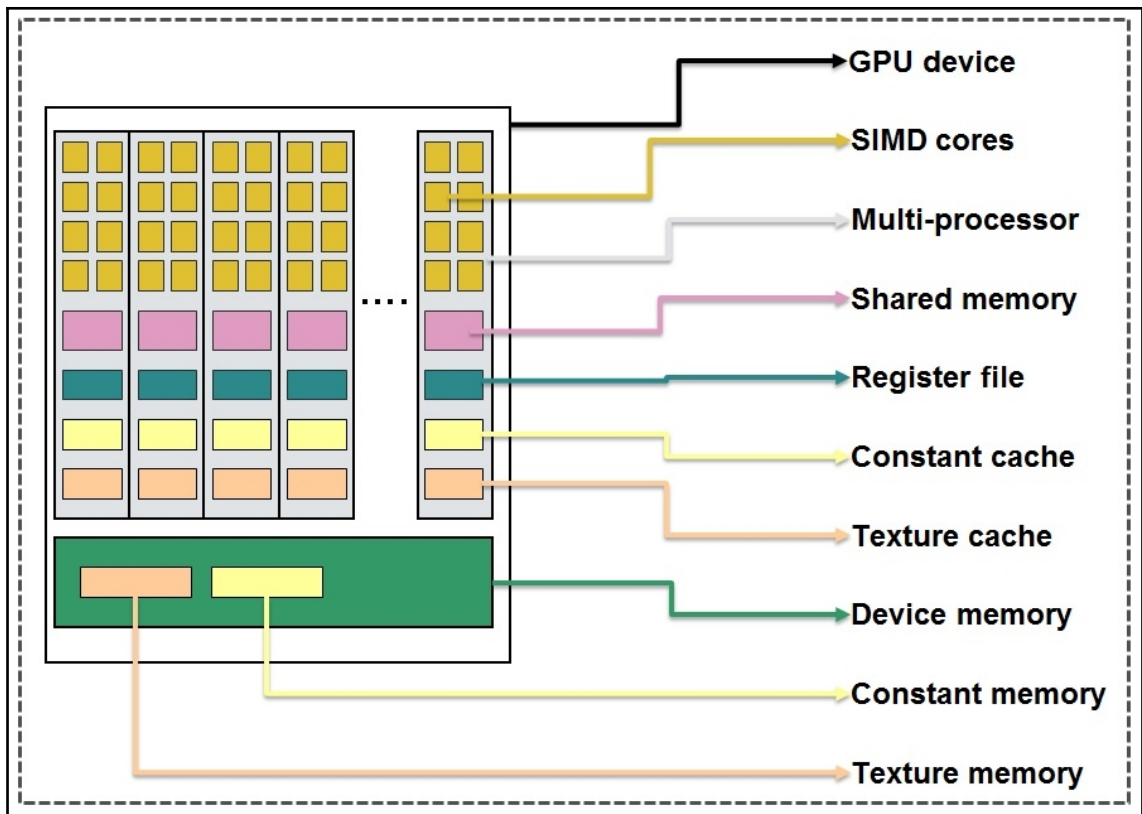 GPU device
SIMD cores
Multi-processor
Shared memory
....
Register file
Constant cache
Texture cache
Device memory
Constant memory
Texture memory